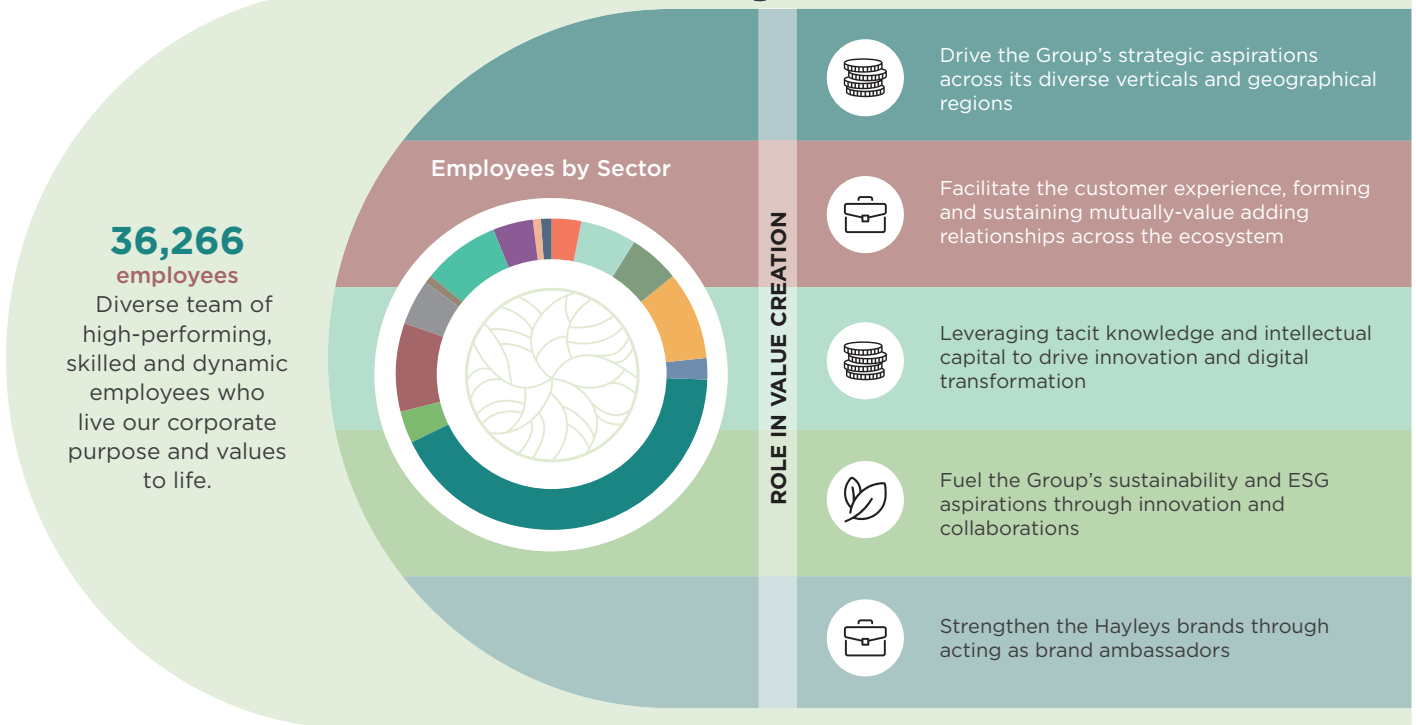 36,266
employees
Diverse team of
high-performing,
skilled and dynamic
employees who
live our corporate
purpose and values
to life.
Employees by Sector
ROLE IN VALUE CREATION
Drive the Group's strategic aspirations
across its diverse verticals and geographical
regions
Facilitate the customer experience, forming
and sustaining mutually-value adding
relationships across the ecosystem
Leveraging tacit knowledge and intellectual
capital to drive innovation and digital
transformation
Fuel the Group's sustainability and ESG
aspirations through innovation and
collaborations
Strengthen the Hayleys brands through
acting as brand ambassadors